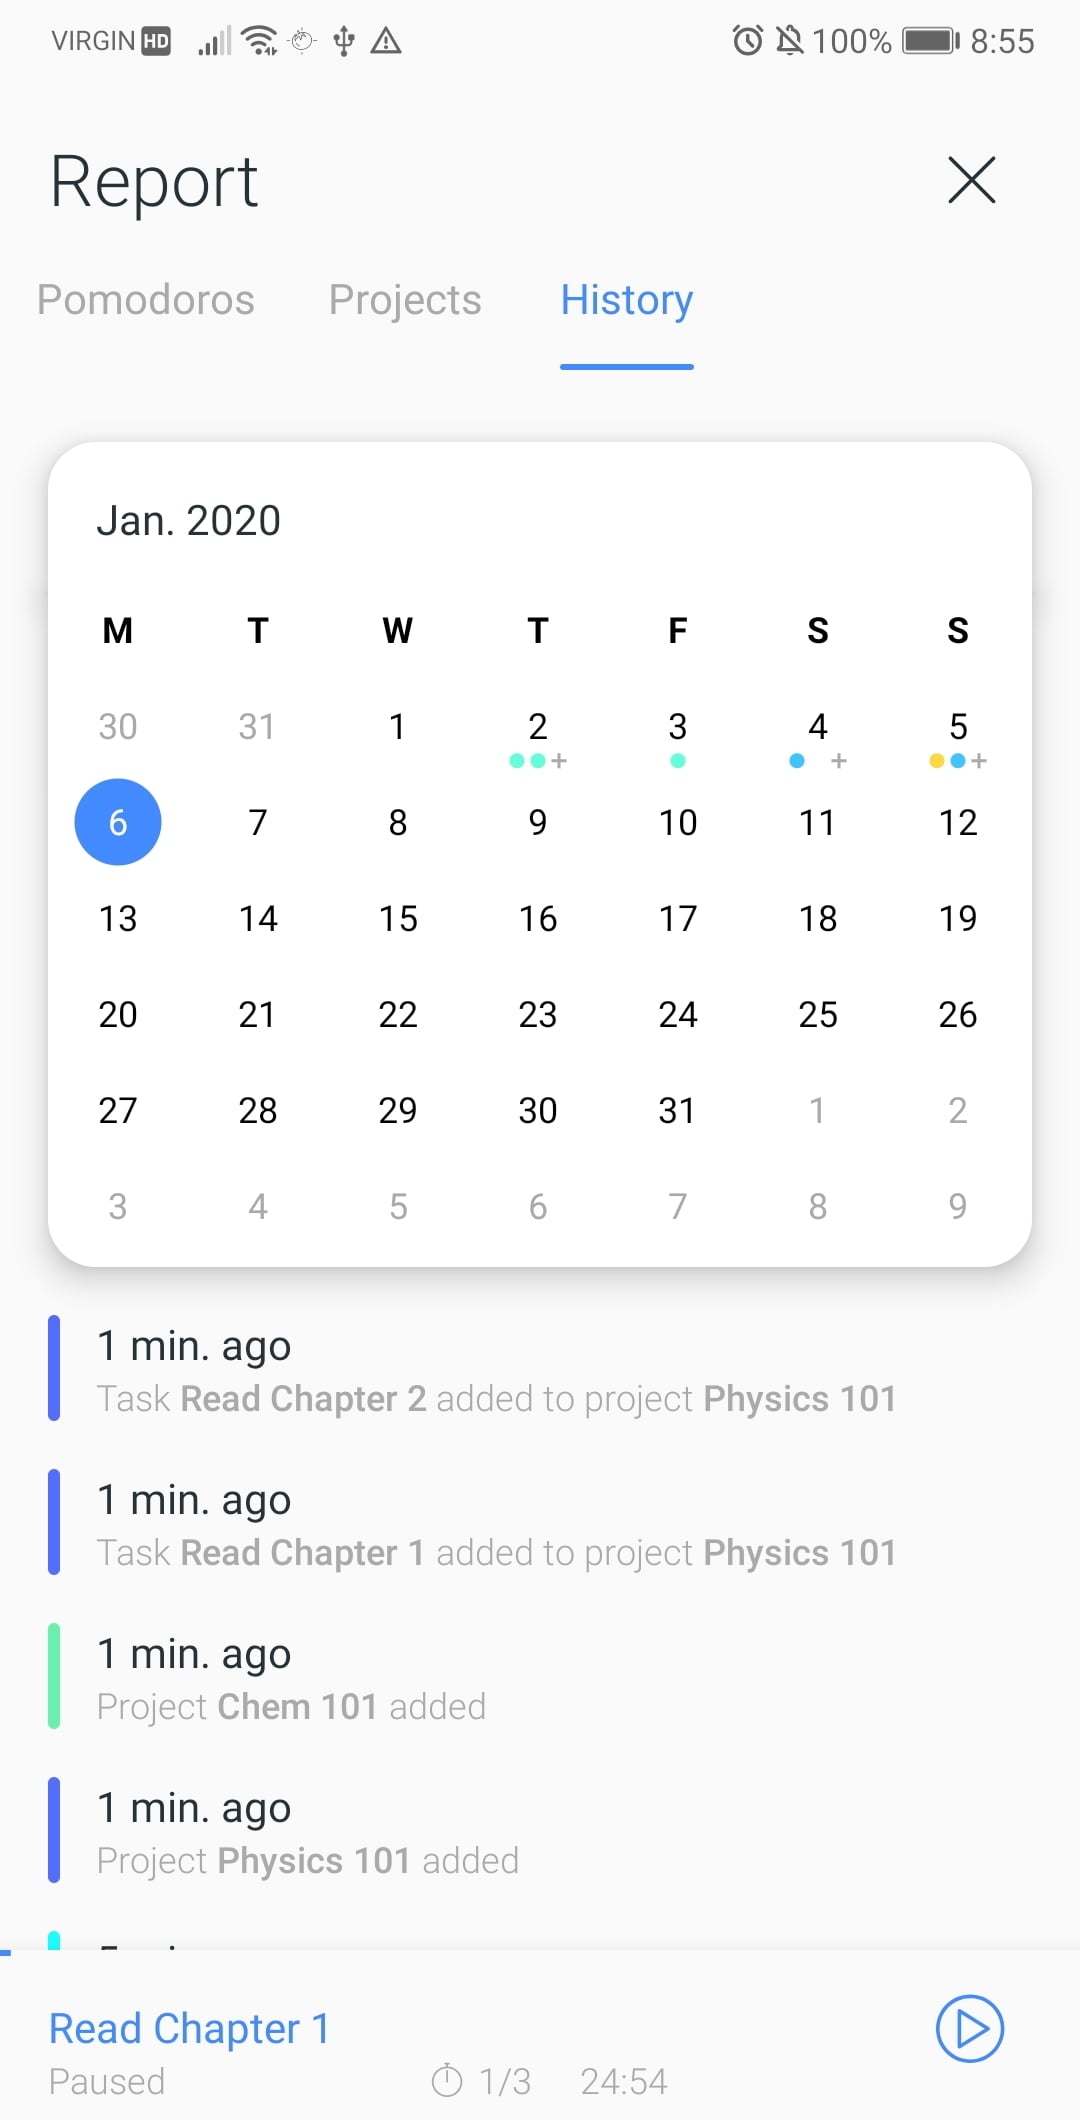 VIRGIN HD 100% 8:55
Report
Pomodoros Projects History
Jan. 2020
M T W T F S S
30 31 1 2 3 4 5
+ + +
6 7 8 9 10 11 12
13 14 15 16 17 18 19
20 21 22 23 24 25 26
27 28 29 30 31 1 2
3 4 5 6 7 8 9
1 min. ago
Task Read Chapter 2 added to project Physics 101
1 min. ago
Task Read Chapter 1 added to project Physics 101
1 min. ago
Project Chem 101 added
1 min. ago
Project Physics 101 added
Read Chapter 1
Paused 1/3 24:54